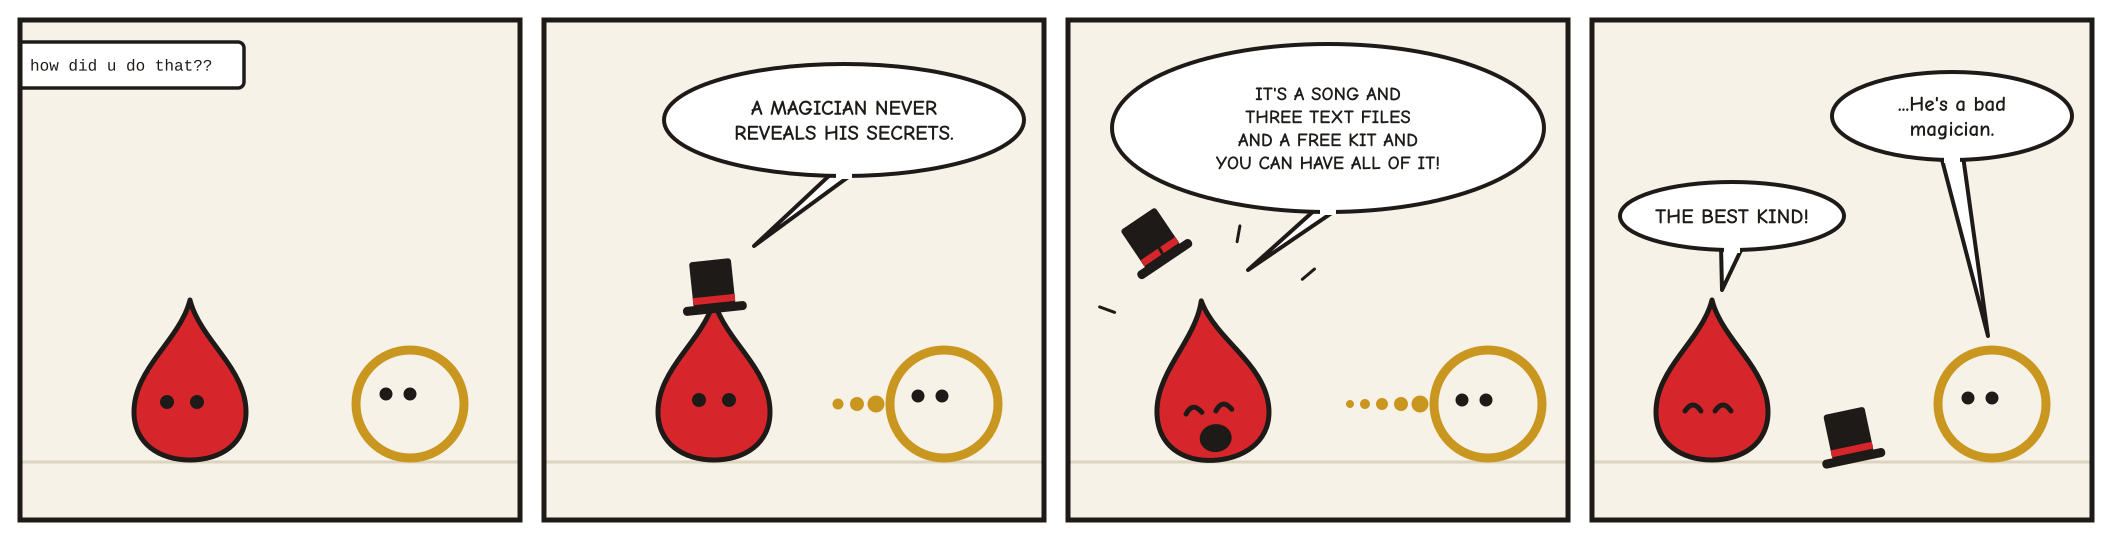 how did u do that??
A MAGICIAN NEVER
REVEALS HIS SECRETS.
IT'S A SONG AND
THREE TEXT FILES
AND A FREE KIT AND
YOU CAN HAVE ALL OF IT!
THE BEST KIND!
...He's a bad
magician.